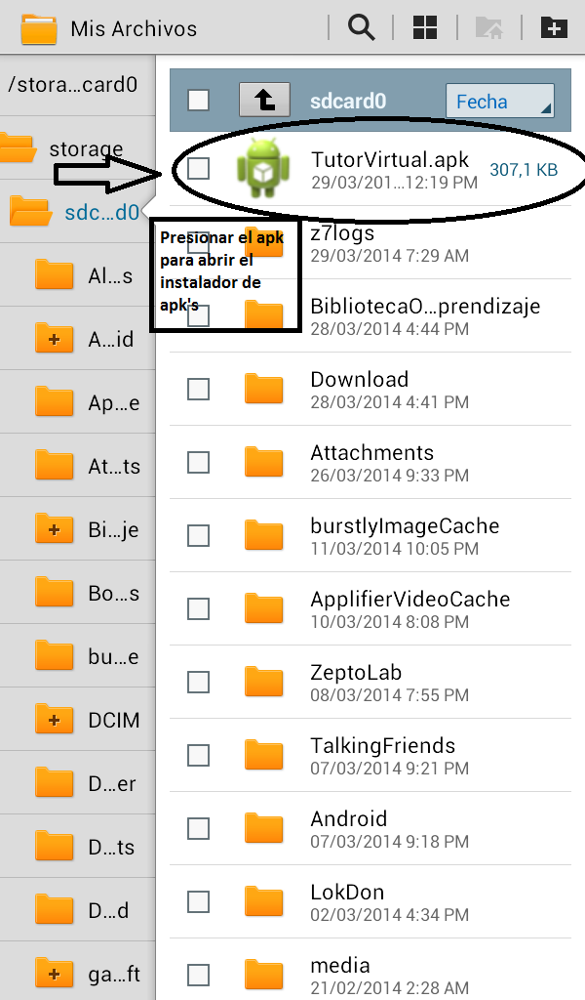 Mis Archivos
/stora...card0
storage
sdc...d0
Al...s
A...id
Ap...e
At...ts
Bi...je
Bo...s
bu...e
DCIM
D...er
D...ts
D...d
ga...ft
sdcard0
Fecha
TutorVirtual.apk
29/03/201...12:19 PM
307,1 KB
Presionar el apk
para abrir el
instalador de
apk's
z7logs
29/03/2014 7:29 AM
BibliotecaO...prendizaje
28/03/2014 4:44 PM
Download
28/03/2014 4:41 PM
Attachments
26/03/2014 9:33 PM
burstlyImageCache
11/03/2014 10:05 PM
ApplifierVideoCache
10/03/2014 8:08 PM
ZeptoLab
08/03/2014 7:55 PM
TalkingFriends
07/03/2014 9:21 PM
Android
07/03/2014 9:18 PM
LokDon
02/03/2014 4:34 PM
media
21/02/2014 2:28 AM